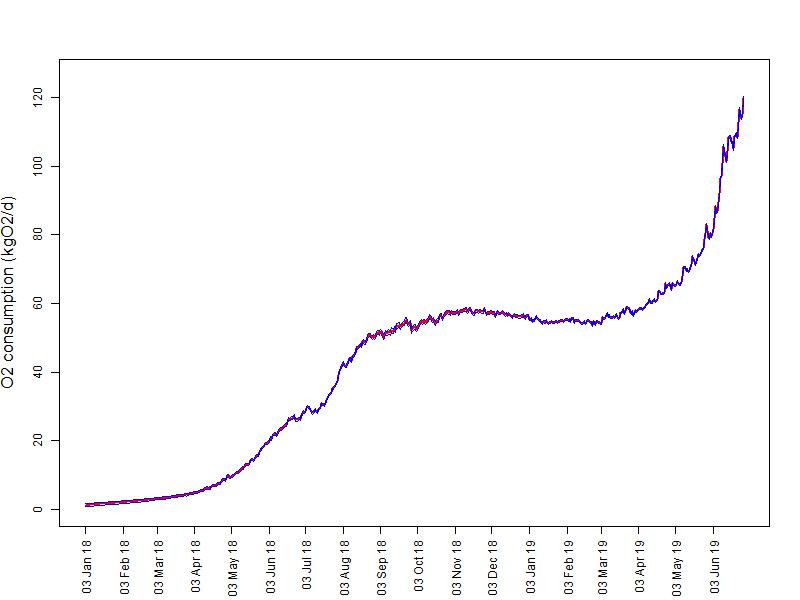 O2 consumption (kgO2/d)
120
100
80
60
40
20
0
03 Jan 18
03 Feb 18
03 Mar 18
03 Apr 18
03 May 18
03 Jun 18
03 Jul 18
03 Aug 18
03 Sep 18
03 Oct 18
03 Nov 18
03 Dec 18
03 Jan 19
03 Feb 19
03 Mar 19
03 Apr 19
03 May 19
03 Jun 19